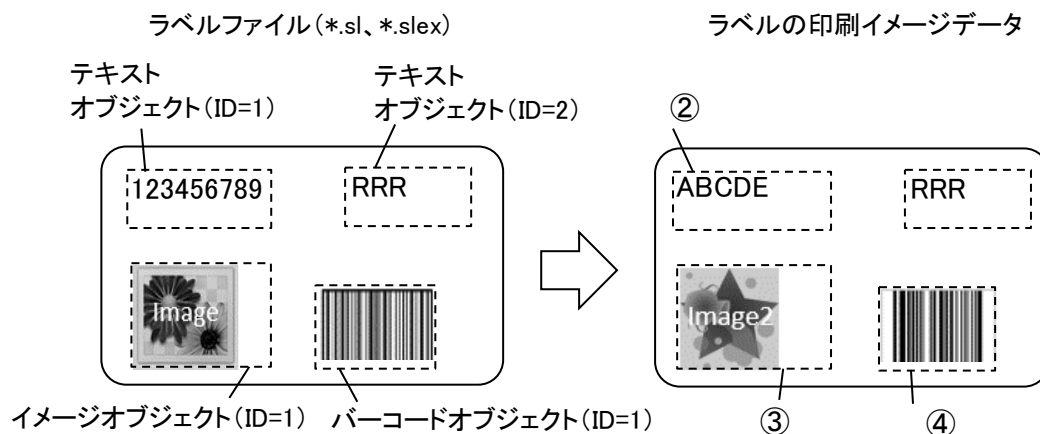 ラベルファイル(*.sl、*.slex)
ラベルの印刷イメージデータ
テキスト
オブジェクト(ID=1)
テキスト
オブジェクト(ID=2)
②
123456789
RRR
ABCDE
RRR
Image
Image2
イメージオブジェクト(ID=1)
バーコードオブジェクト(ID=1)
③
④